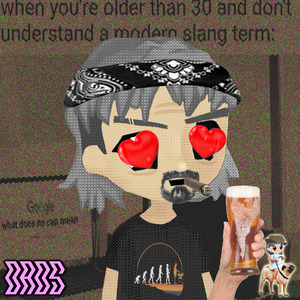 when you're older than 30 and don't
understand a modern slang term:
Google
what does no cap mean